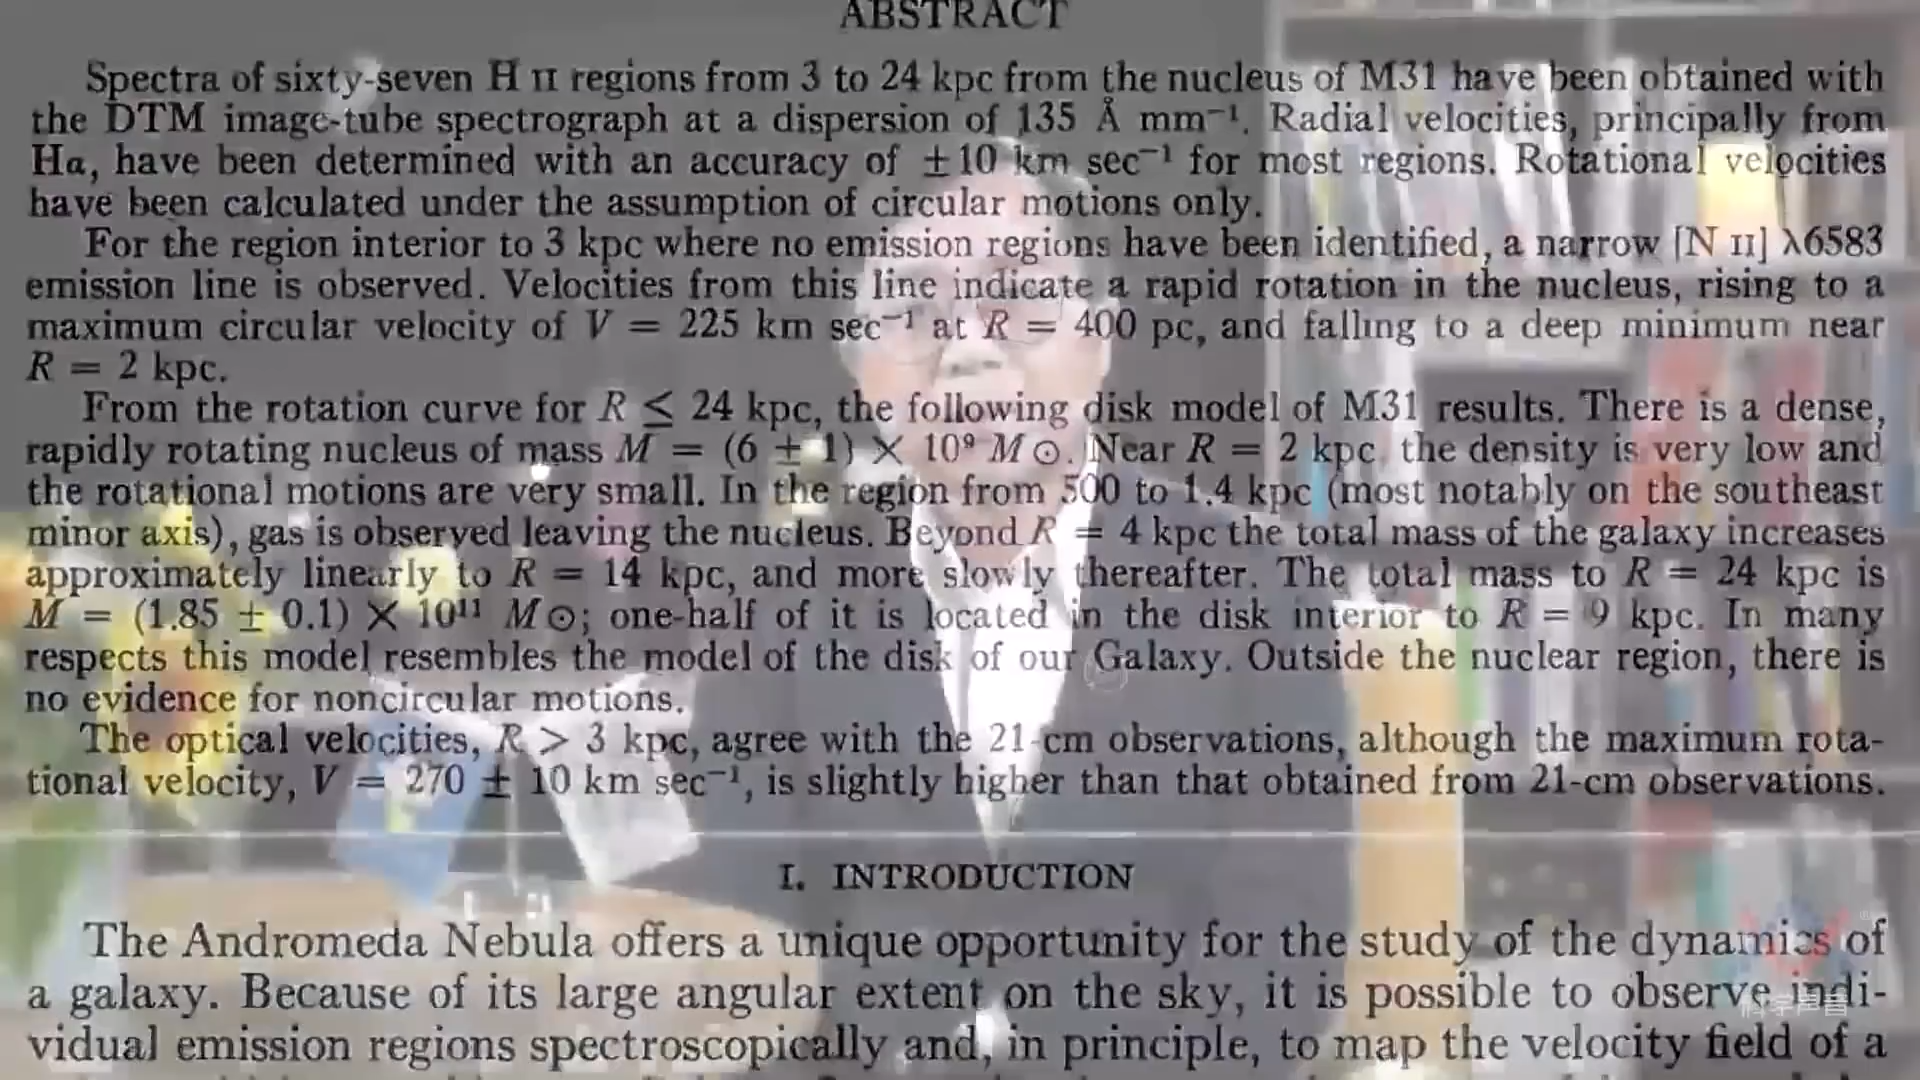 ABSTRACT
Spectra of sixty-seven H II regions from 3 to 24 kpc from the nucleus of M31 have been obtained with
the DTM image-tube spectrograph at a dispersion of 135 Å mm⁻¹. Radial velocities, principally from
Hα, have been determined with an accuracy of ±10 km sec⁻¹ for most regions. Rotational velocities
have been calculated under the assumption of circular motions only.
For the region interior to 3 kpc where no emission regions have been identified, a narrow [N II] λ6583
emission line is observed. Velocities from this line indicate a rapid rotation in the nucleus, rising to a
maximum circular velocity of V = 225 km sec⁻¹ at R = 400 pc, and falling to a deep minimum near
R = 2 kpc.
From the rotation curve for R ≤ 24 kpc, the following disk model of M31 results. There is a dense,
rapidly rotating nucleus of mass M = (6 ± 1) × 10⁹ M⊙. Near R = 2 kpc, the density is very low and
the rotational motions are very small. In the region from 500 to 1.4 kpc (most notably on the southeast
minor axis), gas is observed leaving the nucleus. Beyond R = 4 kpc the total mass of the galaxy increases
approximately linearly to R = 14 kpc, and more slowly thereafter. The total mass to R = 24 kpc is
M = (1.85 ± 0.1) × 10¹¹ M⊙; one-half of it is located in the disk interior to R = 9 kpc. In many
respects this model resembles the model of the disk of our Galaxy. Outside the nuclear region, there is
no evidence for noncircular motions.
The optical velocities, R > 3 kpc, agree with the 21-cm observations, although the maximum rota-
tional velocity, V = 270 ± 10 km sec⁻¹, is slightly higher than that obtained from 21-cm observations.
I. INTRODUCTION
The Andromeda Nebula offers a unique opportunity for the study of the dynamics of
a galaxy. Because of its large angular extent on the sky, it is possible to observe indi-
vidual emission regions spectroscopically and, in principle, to map the velocity field of a
科学声音